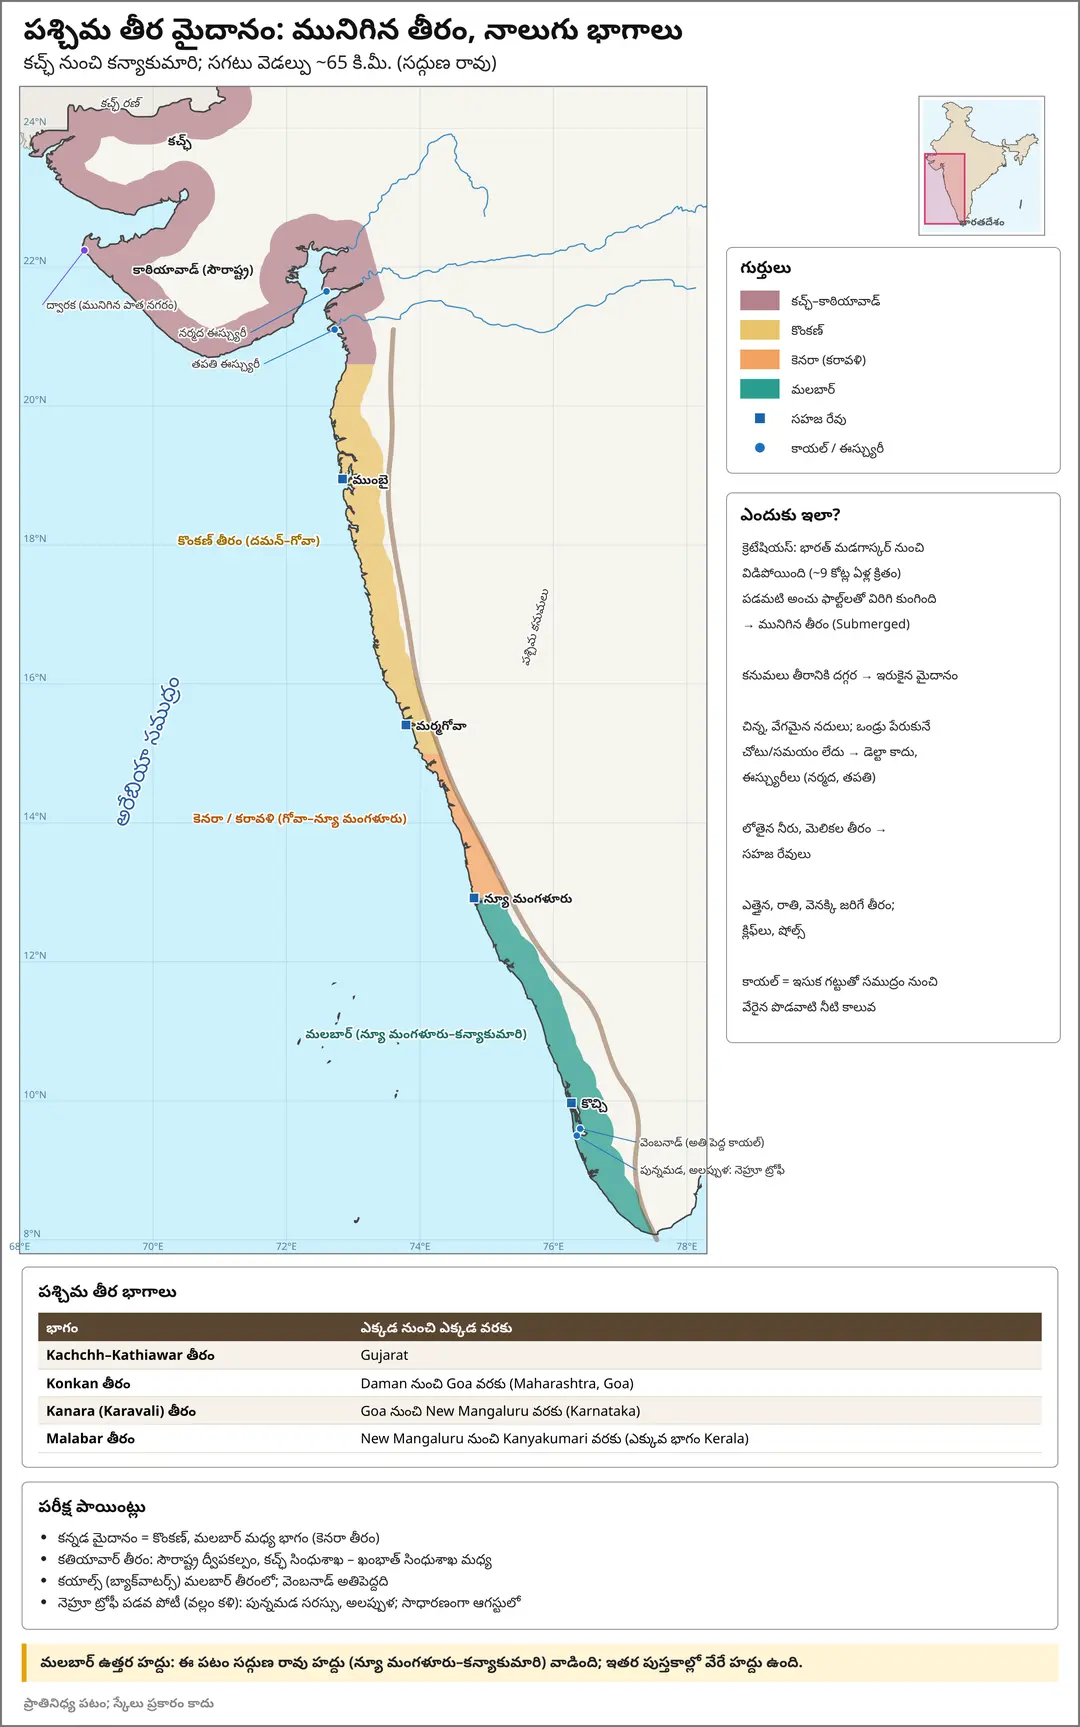 పశ్చిమ తీర మైదానం: మునిగిన తీరం, నాలుగు భాగాలు
కచ్ఛ్ నుంచి కన్యాకుమారి; సగటు వెడల్పు ~65 కి.మీ. (సద్గుణ రావు)
కచ్ఛ్ రణ్
24°N
కచ్ఛ్
22°N
కాఠియావాడ్ (సౌరాష్ట్ర)
ద్వారక (మునిగిన పాత నగరం)
నర్మద ఈస్చ్యురీ
తపతి ఈస్చ్యురీ
20°N
ముంబై
18°N
కొంకణ్ తీరం (దమన్–గోవా)
పశ్చిమ కనుమలు
16°N
అరేబియా సముద్రం
మర్మగోవా
14°N
కెనరా / కరావళి (గోవా–న్యూ మంగళూరు)
న్యూ మంగళూరు
12°N
మలబార్ (న్యూ మంగళూరు–కన్యాకుమారి)
10°N
కొచ్చి
వెంబనాడ్ (అతి పెద్ద కాయల్)
పున్నమడ, అలప్పుళ: నెహ్రూ ట్రోఫీ
8°N
68°E
70°E
72°E
74°E
76°E
78°E
భారతదేశం
గుర్తులు
కచ్ఛ్–కాఠియావాడ్
కొంకణ్
కెనరా (కరావళి)
మలబార్
సహజ రేవు
కాయల్ / ఈస్చ్యురీ
ఎందుకు ఇలా?
క్రెటేషియస్: భారత్ మడగాస్కర్ నుంచి
విడిపోయింది (~9 కోట్ల ఏళ్ల క్రితం)
పడమటి అంచు ఫాల్ట్‌లతో విరిగి కుంగింది
→ మునిగిన తీరం (Submerged)
కనుమలు తీరానికి దగ్గర → ఇరుకైన మైదానం
చిన్న, వేగమైన నదులు; ఒండ్రు పేరుకునే
చోటు/సమయం లేదు → డెల్టా కాదు,
ఈస్చ్యురీలు (నర్మద, తపతి)
లోతైన నీరు, మెలికల తీరం →
సహజ రేవులు
ఎత్తైన, రాతి, వెనక్కి జరిగే తీరం;
క్లిఫ్‌లు, షోల్స్
కాయల్ = ఇసుక గట్టుతో సముద్రం నుంచి
వేరైన పొడవాటి నీటి కాలువ
పశ్చిమ తీర భాగాలు
భాగం ఎక్కడ నుంచి ఎక్కడ వరకు
Kachchh–Kathiawar తీరం Gujarat
Konkan తీరం Daman నుంచి Goa వరకు (Maharashtra, Goa)
Kanara (Karavali) తీరం Goa నుంచి New Mangaluru వరకు (Karnataka)
Malabar తీరం New Mangaluru నుంచి Kanyakumari వరకు (ఎక్కువ భాగం Kerala)
పరీక్ష పాయింట్లు
• కన్నడ మైదానం = కొంకణ్, మలబార్ మధ్య భాగం (కెనరా తీరం)
• కతియావార్ తీరం: సౌరాష్ట్ర ద్వీపకల్పం, కచ్ఛ్ సింధుశాఖ – ఖంభాత్ సింధుశాఖ మధ్య
• కయాల్స్ (బ్యాక్‌వాటర్స్) మలబార్ తీరంలో; వెంబనాడ్ అతిపెద్దది
• నెహ్రూ ట్రోఫీ పడవ పోటీ (వల్లం కళి): పున్నమడ సరస్సు, అలప్పుళ; సాధారణంగా ఆగస్టులో
మలబార్ ఉత్తర హద్దు: ఈ పటం సద్గుణ రావు హద్దు (న్యూ మంగళూరు–కన్యాకుమారి) వాడింది; ఇతర పుస్తకాల్లో వేరే హద్దు ఉంది.
ప్రాతినిధ్య పటం; స్కేలు ప్రకారం కాదు